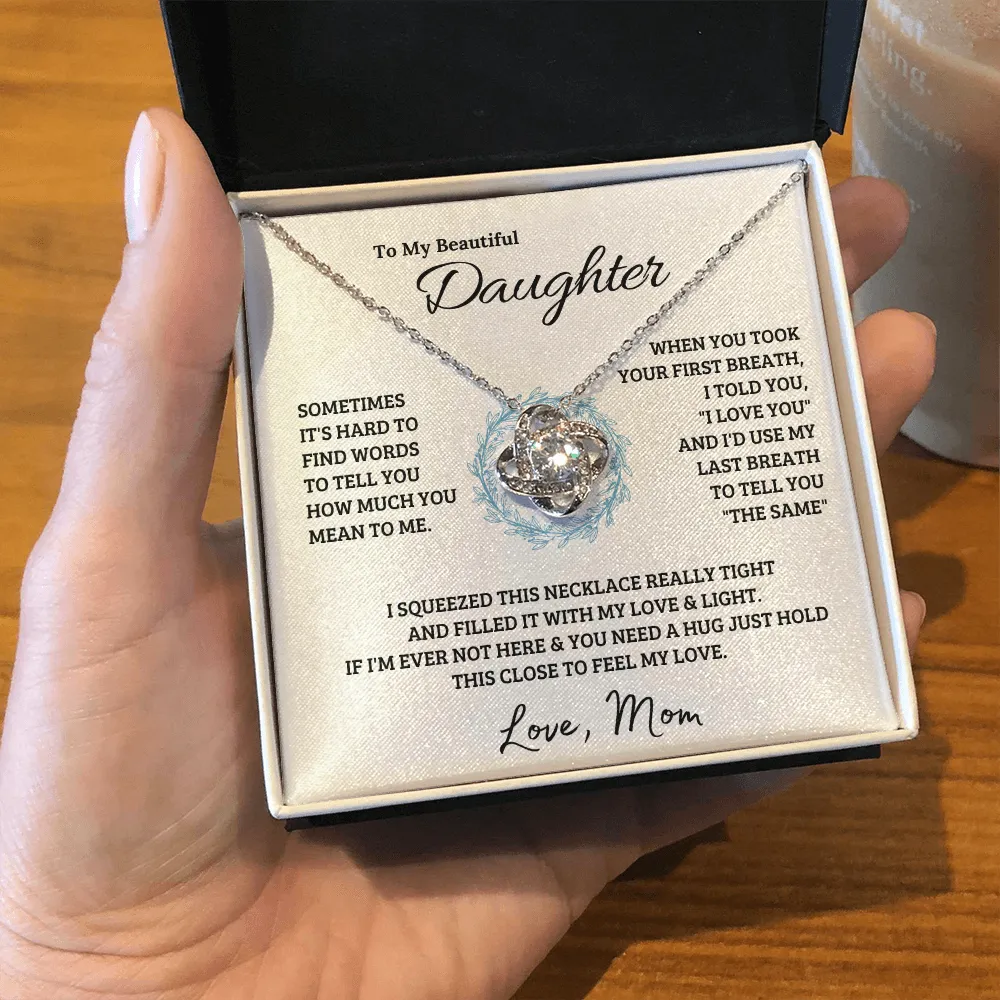 To My Beautiful
Daughter
SOMETIMES
IT'S HARD TO
FIND WORDS
TO TELL YOU
HOW MUCH YOU
MEAN TO ME.
WHEN YOU TOOK
YOUR FIRST BREATH,
I TOLD YOU,
"I LOVE YOU"
AND I'D USE MY
LAST BREATH
TO TELL YOU
"THE SAME"
I SQUEEZED THIS NECKLACE REALLY TIGHT
AND FILLED IT WITH MY LOVE & LIGHT.
IF I'M EVER NOT HERE & YOU NEED A HUG JUST HOLD
THIS CLOSE TO FEEL MY LOVE.
Love, Mom